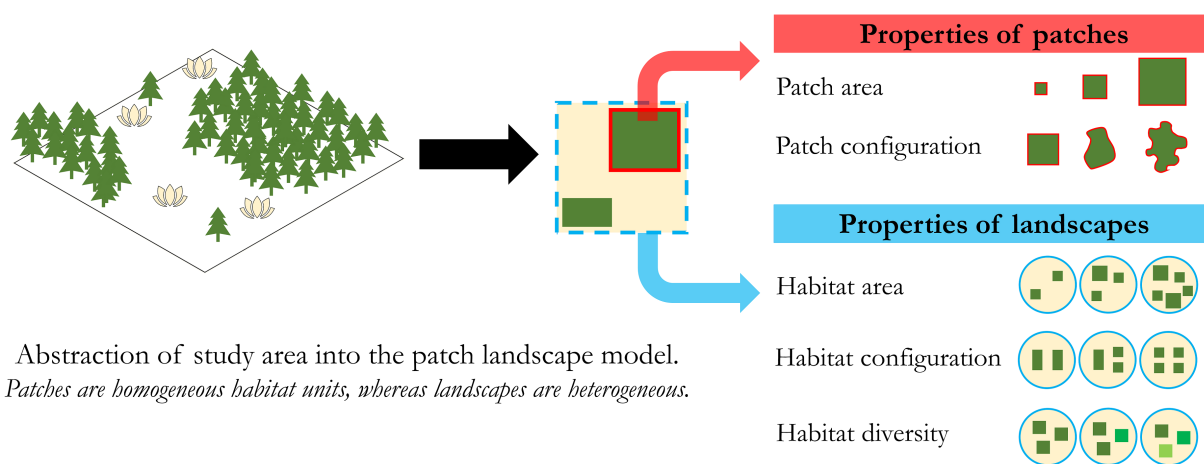 Properties of patches
Patch area
Patch configuration
Properties of landscapes
Habitat area
Habitat configuration
Habitat diversity
Abstraction of study area into the patch landscape model.
Patches are homogeneous habitat units, whereas landscapes are heterogeneous.